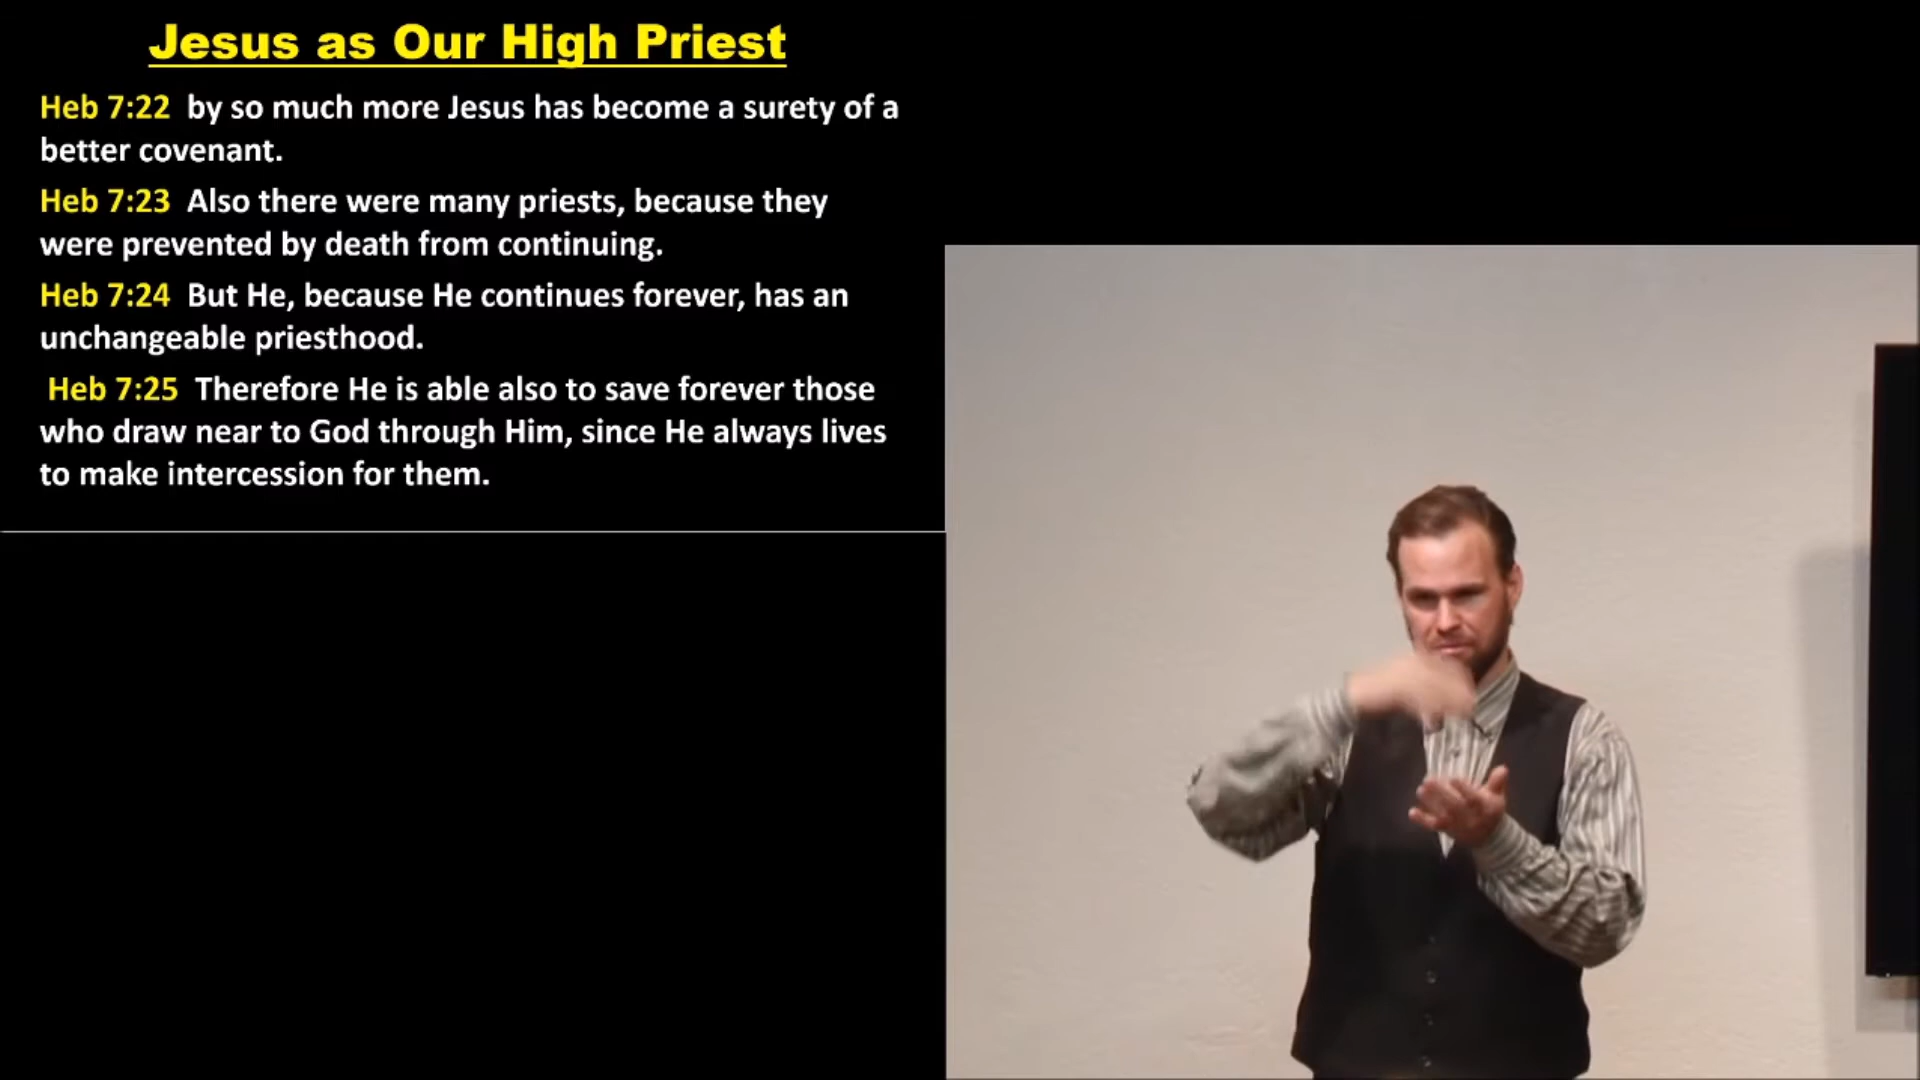 Jesus as Our High Priest
Heb 7:22 by so much more Jesus has become a surety of a
better covenant.
Heb 7:23 Also there were many priests, because they
were prevented by death from continuing.
Heb 7:24 But He, because He continues forever, has an
unchangeable priesthood.
Heb 7:25 Therefore He is able also to save forever those
who draw near to God through Him, since He always lives
to make intercession for them.